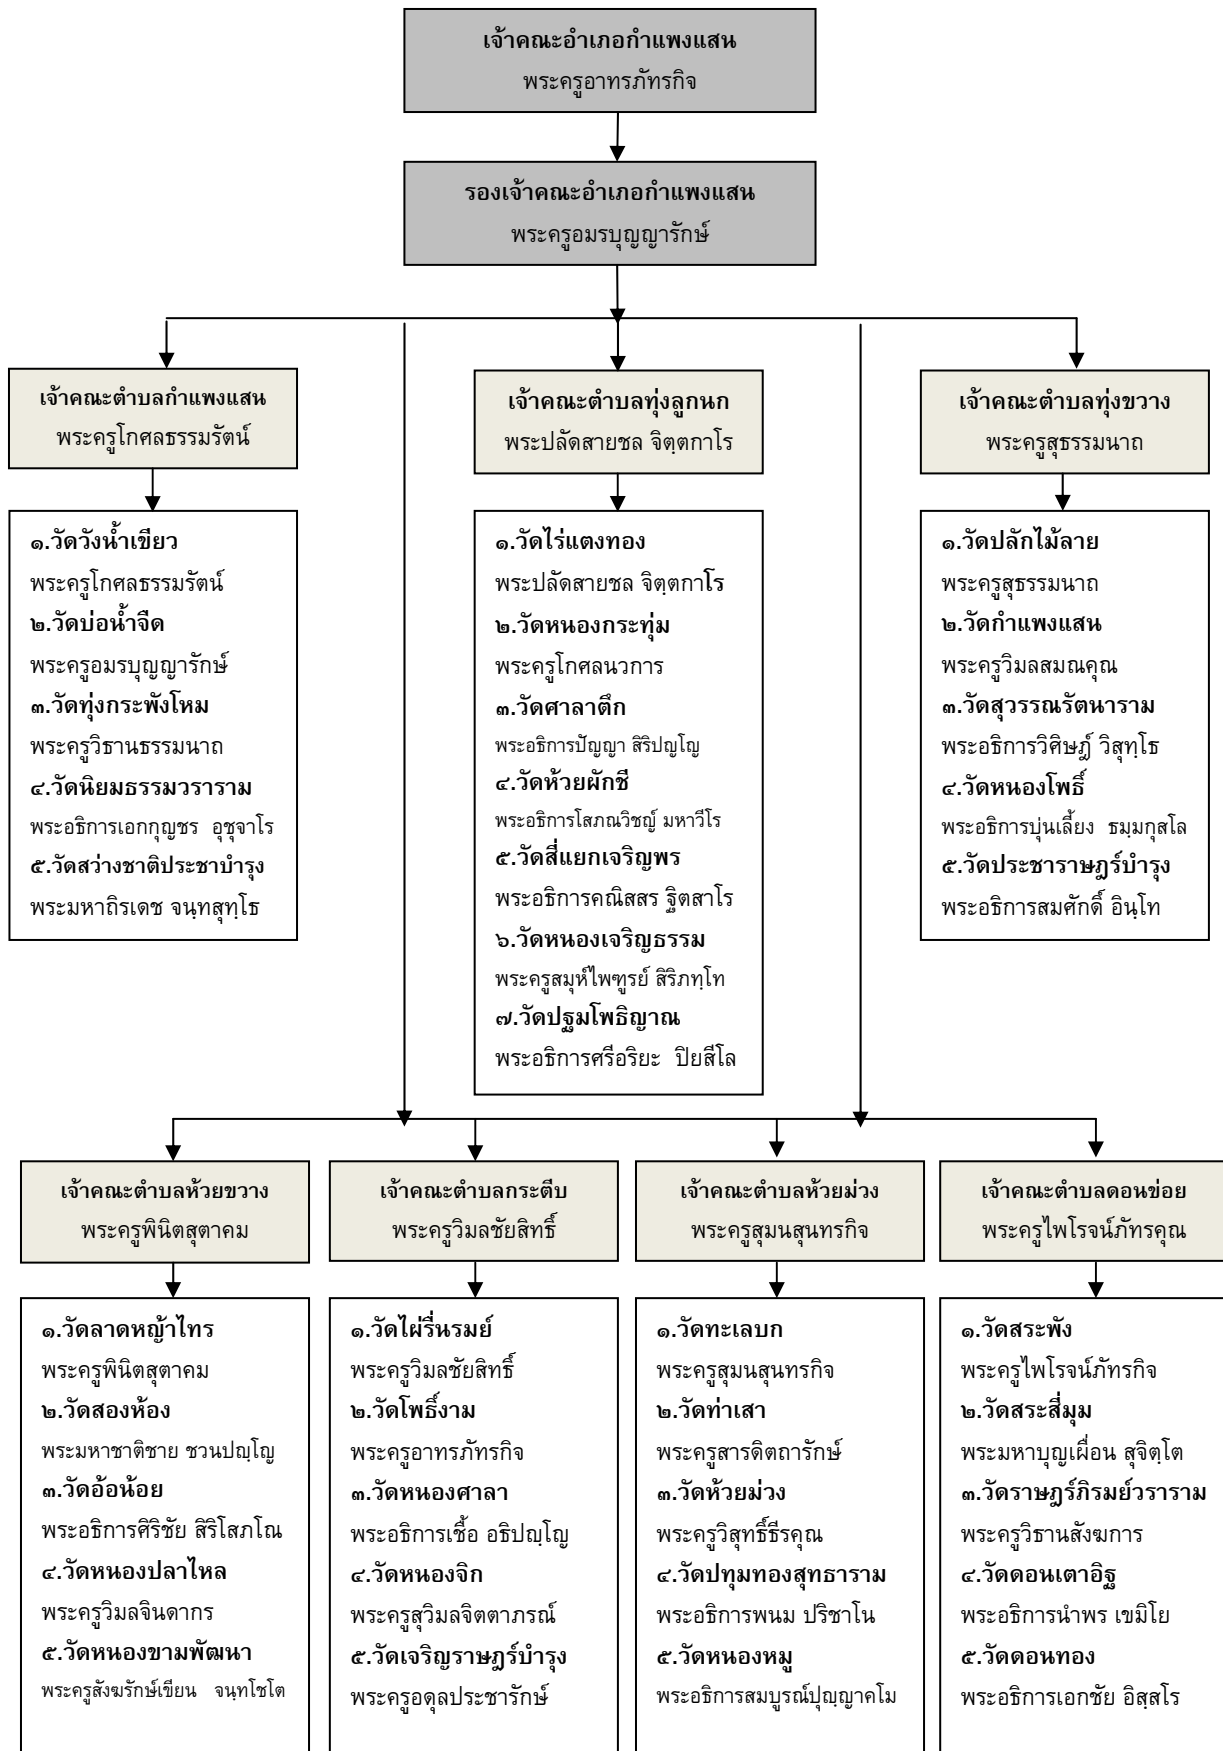 เจ้าคณะอำเภอกำแพงแสน
พระครูอาทรภัทรกิจ
รองเจ้าคณะอำเภอกำแพงแสน
พระครูอมรบุญญารักษ์
เจ้าคณะตำบลกำแพงแสน
พระครูโกศลธรรมรัตน์
๑.วัดวังน้ำเขียว
พระครูโกศลธรรมรัตน์
๒.วัดบ่อน้ำจืด
พระครูอมรบุญญารักษ์
๓.วัดทุ่งกระพังโหม
พระครูวิธานธรรมนาถ
๔.วัดนิยมธรรมวราราม
พระอธิการเอกกุญชร อุชุจาโร
๕.วัดสว่างชาติประชาบำรุง
พระมหาถิรเดช จนฺทสุทฺโธ
เจ้าคณะตำบลทุ่งลูกนก
พระปลัดสายชล จิตฺตกาโร
๑.วัดไร่แตงทอง
พระปลัดสายชล จิตฺตกาโร
๒.วัดหนองกระทุ่ม
พระครูโกศลนวการ
๓.วัดศาลาตึก
พระอธิการปัญญา สิริปญฺโญ
๔.วัดห้วยผักชี
พระอธิการโสภณวิชญ์ มหาวีโร
๕.วัดสี่แยกเจริญพร
พระอธิการคณิสสร ฐิตสาโร
๖.วัดหนองเจริญธรรม
พระครูสมุห์ไพฑูรย์ สิริภทฺโท
๗.วัดปฐมโพธิญาณ
พระอธิการศรีอริยะ ปิยสีโล
เจ้าคณะตำบลทุ่งขวาง
พระครูสุธรรมนาถ
๑.วัดปลักไม้ลาย
พระครูสุธรรมนาถ
๒.วัดกำแพงแสน
พระครูวิมลสมณคุณ
๓.วัดสุวรรณรัตนาราม
พระอธิการวิศิษฎ์ วิสุทฺโธ
๔.วัดหนองโพธิ์
พระอธิการบุ่นเลี้ยง ธมฺมกุสโล
๕.วัดประชาราษฎร์บำรุง
พระอธิการสมศักดิ์ อินฺโท
เจ้าคณะตำบลห้วยขวาง
พระครูพินิตสุตาคม
๑.วัดลาดหญ้าไทร
พระครูพินิตสุตาคม
๒.วัดสองห้อง
พระมหาชาติชาย ชวนปญฺโญ
๓.วัดอ้อน้อย
พระอธิการศิริชัย สิริโสภโณ
๔.วัดหนองปลาไหล
พระครูวิมลจินดากร
๕.วัดหนองขามพัฒนา
พระครูสังฆรักษ์เขียน จนฺทโชโต
เจ้าคณะตำบลกระตีบ
พระครูวิมลชัยสิทธิ์
๑.วัดไผ่รื่นรมย์
พระครูวิมลชัยสิทธิ์
๒.วัดโพธิ์งาม
พระครูอาทรภัทรกิจ
๓.วัดหนองศาลา
พระอธิการเชื้อ อธิปญฺโญ
๔.วัดหนองจิก
พระครูสุวิมลจิตตาภรณ์
๕.วัดเจริญราษฎร์บำรุง
พระครูอดุลประชารักษ์
เจ้าคณะตำบลห้วยม่วง
พระครูสุมนสุนทรกิจ
๑.วัดทะเลบก
พระครูสุมนสุนทรกิจ
๒.วัดท่าเสา
พระครูสารดิตถารักษ์
๓.วัดห้วยม่วง
พระครูวิสุทธิ์ธีรคุณ
๔.วัดปทุมทองสุทธาราม
พระอธิการพนม ปริชาโน
๕.วัดหนองหมู
พระอธิการสมบูรณ์ปุญฺญาคโม
เจ้าคณะตำบลดอนข่อย
พระครูไพโรจน์ภัทรคุณ
๑.วัดสระพัง
พระครูไพโรจน์ภัทรกิจ
๒.วัดสระสี่มุม
พระมหาบุญเผื่อน สุจิตฺโต
๓.วัดราษฎร์ภิรมย์วราราม
พระครูวิธานสังฆการ
๔.วัดดอนเตาอิฐ
พระอธิการนำพร เขมิโย
๕.วัดดอนทอง
พระอธิการเอกชัย อิสฺสโร